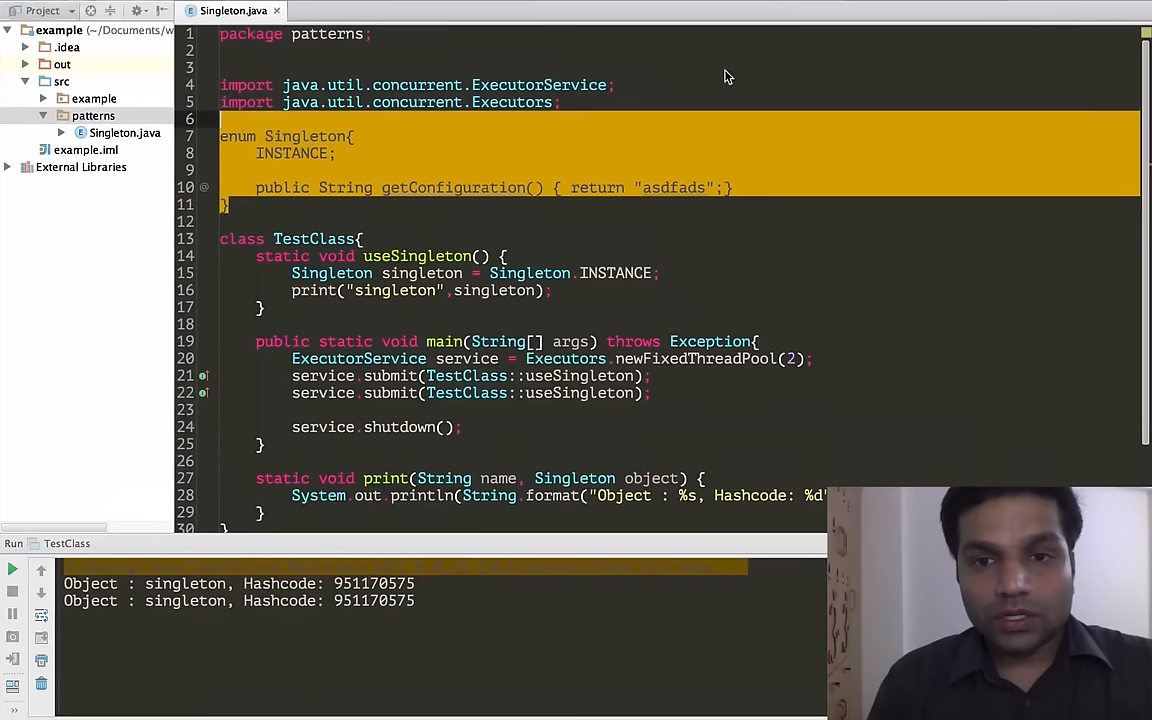 Project
Singleton.java
example (~/Documents/w
.idea
out
src
example
patterns
Singleton.java
example.iml
External Libraries
1 package patterns;
2
3
4 import java.util.concurrent.ExecutorService;
5 import java.util.concurrent.Executors;
6
7 enum Singleton{
8 INSTANCE;
9
10 @ public String getConfiguration() { return "asdfads";}
11 }
12
13 class TestClass{
14 static void useSingleton() {
15 Singleton singleton = Singleton.INSTANCE;
16 print("singleton",singleton);
17 }
18
19 public static void main(String[] args) throws Exception{
20 ExecutorService service = Executors.newFixedThreadPool(2);
21 service.submit(TestClass::useSingleton);
22 service.submit(TestClass::useSingleton);
23
24 service.shutdown();
25 }
26
27 static void print(String name, Singleton object) {
28 System.out.println(String.format("Object : %s, Hashcode: %d"
29 }
30 }
Run TestClass
Object : singleton, Hashcode: 951170575
Object : singleton, Hashcode: 951170575